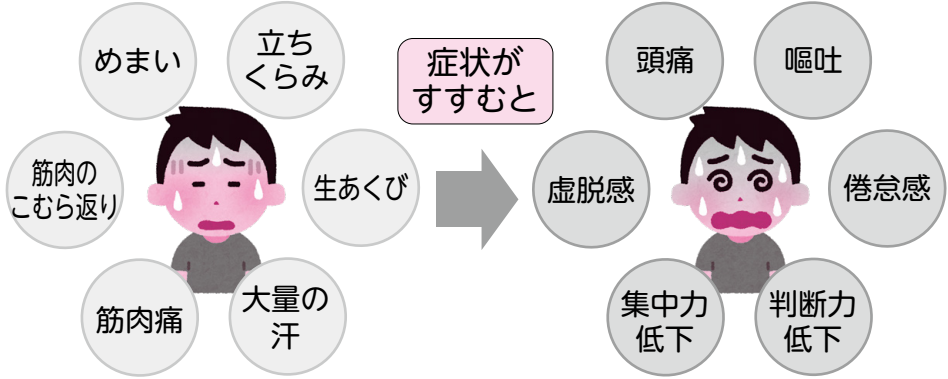 めまい
立ち
くらみ
筋肉の
こむら返り
生あくび
筋肉痛
大量の
汗
症状が
すすむと
頭痛
嘔吐
虚脱感
倦怠感
集中力
低下
判断力
低下